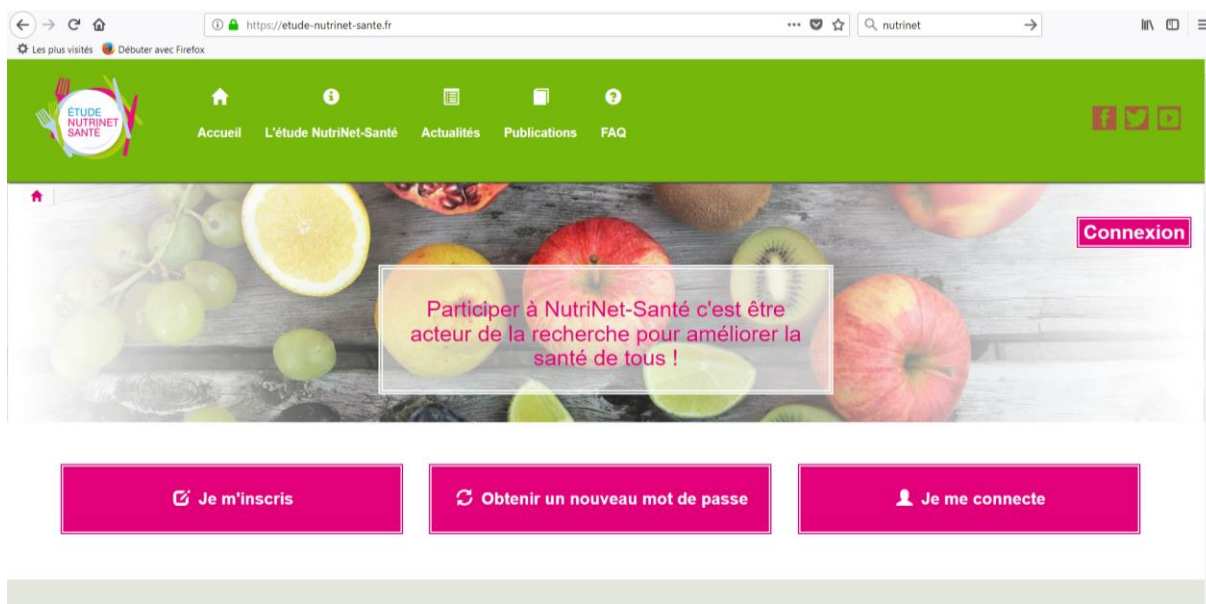 https://etude-nutrinet-sante.fr
nutrinet
Les plus visités Débuter avec Firefox
ÉTUDE
NUTRINET
SANTÉ
Accueil L'étude NutriNet-Santé Actualités Publications FAQ
Connexion
Participer à NutriNet-Santé c'est être
acteur de la recherche pour améliorer la
santé de tous !
Je m'inscris Obtenir un nouveau mot de passe Je me connecte